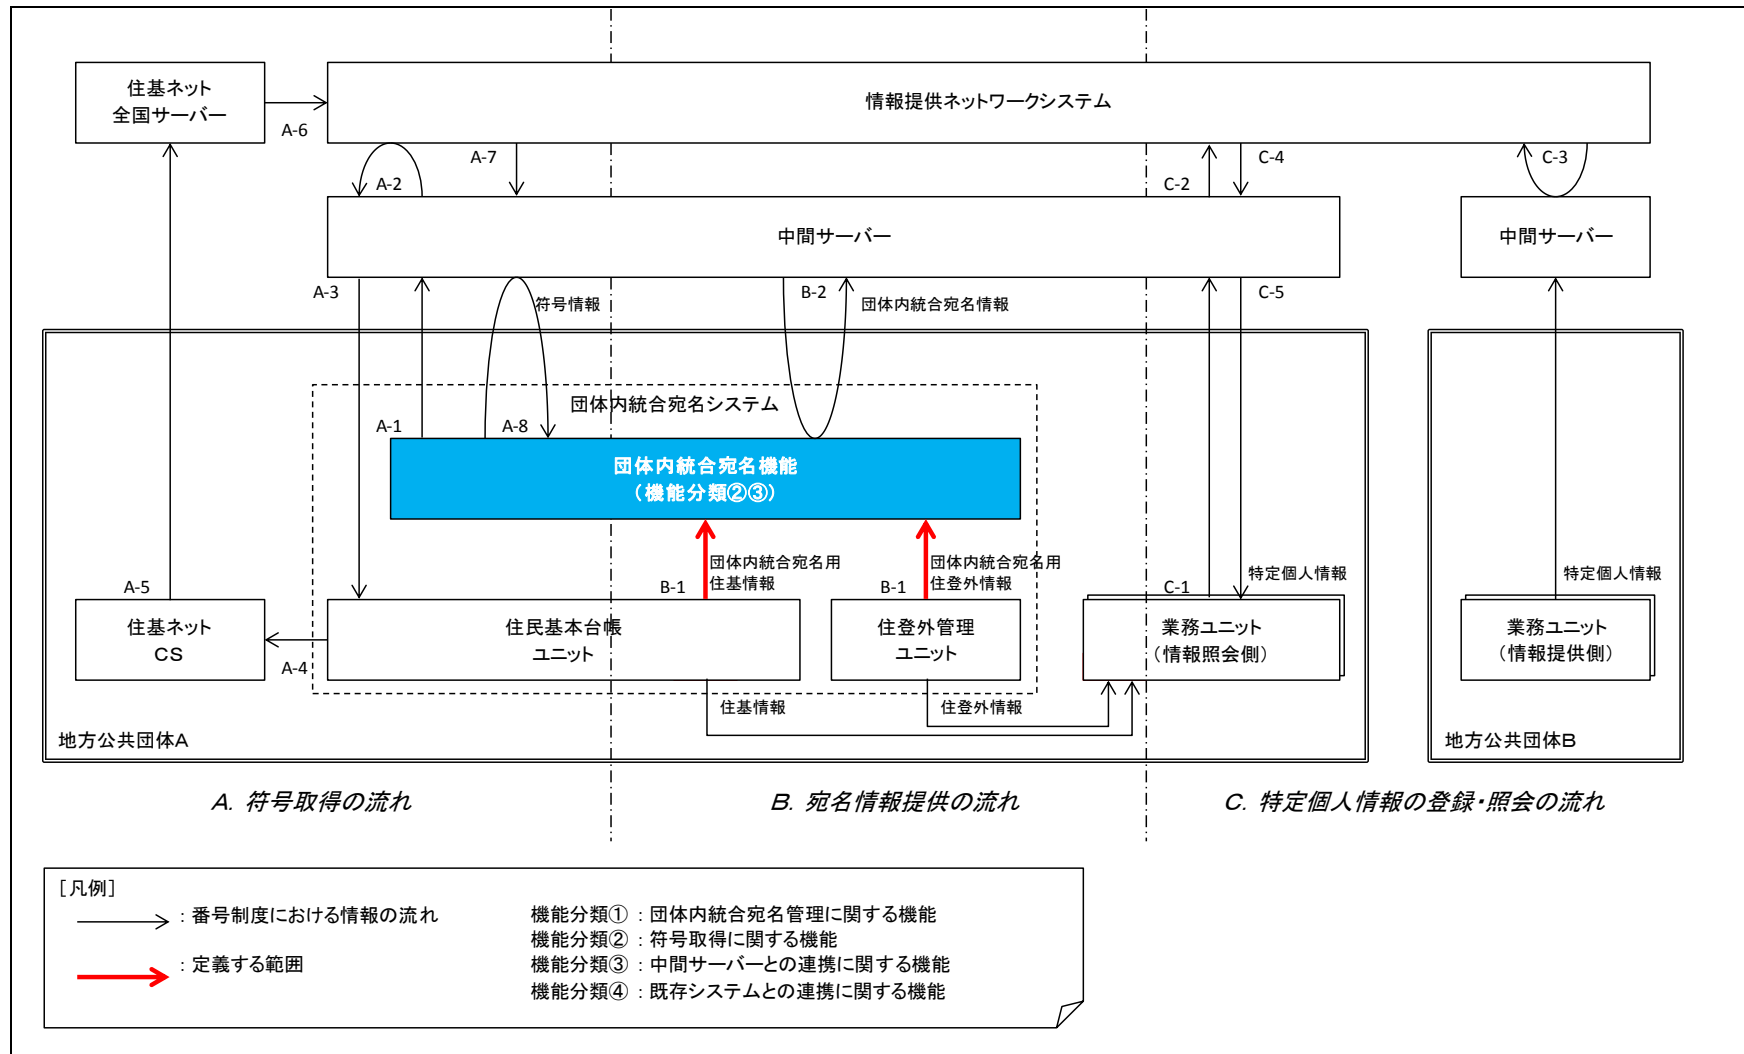 住基ネット
全国サーバー
A-6
情報提供ネットワークシステム
A-7
A-2
C-2
C-4
C-3
中間サーバー
中間サーバー
A-3
符号情報
B-2
団体内統合宛名情報
C-5
団体内統合宛名システム
A-1
A-8
団体内統合宛名機能
（機能分類②③）
A-5
B-1
団体内統合宛名用
住基情報
B-1
団体内統合宛名用
住登外情報
C-1
特定個人情報
特定個人情報
住基ネット
ＣＳ
A-4
住民基本台帳
ユニット
住登外管理
ユニット
業務ユニット
（情報照会側）
業務ユニット
（情報提供側）
住基情報
住登外情報
地方公共団体Ａ
地方公共団体Ｂ
Ａ．符号取得の流れ
Ｂ．宛名情報提供の流れ
Ｃ．特定個人情報の登録・照会の流れ
［凡例］
：番号制度における情報の流れ
：定義する範囲
機能分類①：団体内統合宛名管理に関する機能
機能分類②：符号取得に関する機能
機能分類③：中間サーバーとの連携に関する機能
機能分類④：既存システムとの連携に関する機能